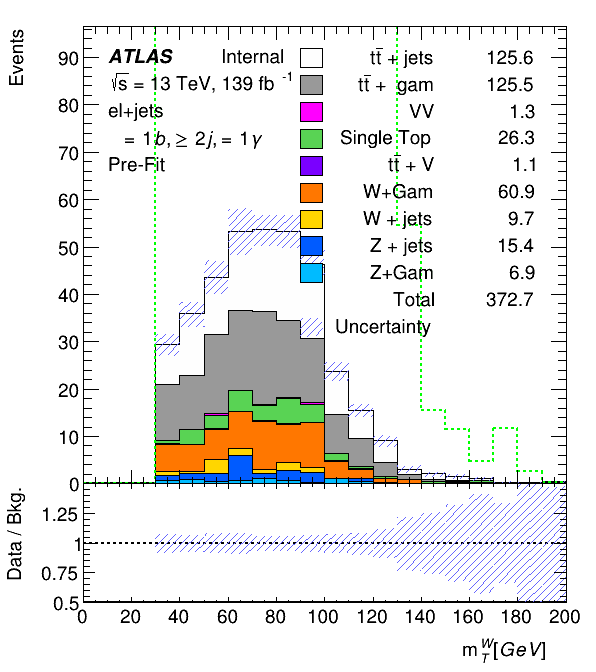 Events
90
80
70
60
50
40
30
20
10
0
ATLAS Internal
√s = 13 TeV, 139 fb⁻¹
el+jets
= 1b, ≥ 2j, = 1γ
Pre-Fit
tt̄ + jets 125.6
tt̄ + gam 125.5
VV 1.3
Single Top 26.3
tt̄ + V 1.1
W+Gam 60.9
W + jets 9.7
Z + jets 15.4
Z+Gam 6.9
Total 372.7
Uncertainty
Data / Bkg.
1.25
1
0.75
0.5
0 20 40 60 80 100 120 140 160 180 200
m_T^W [GeV]